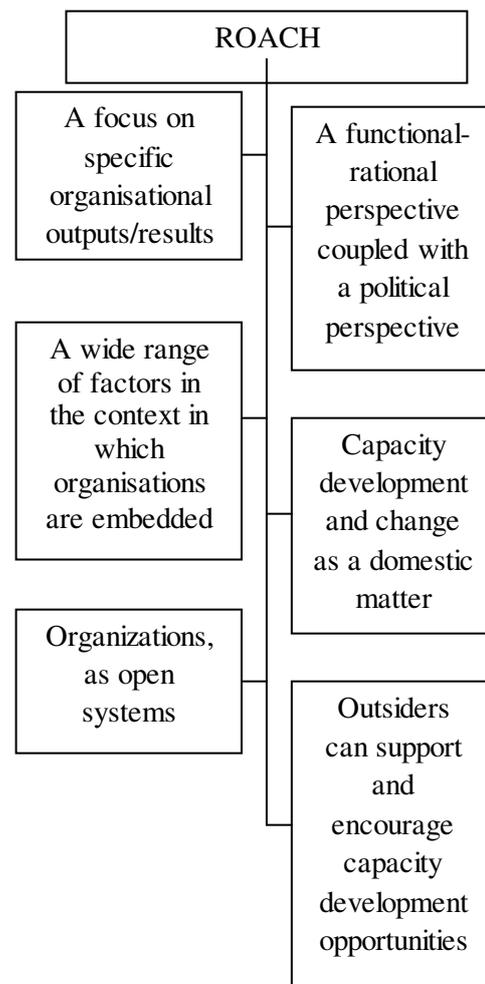 ROACH
A focus on
specific
organisational
outputs/results
A functional-
rational
perspective
coupled with
a political
perspective
A wide range
of factors in
the context in
which
organisations
are embedded
Capacity
development
and change
as a domestic
matter
Organizations,
as open
systems
Outsiders
can support
and
encourage
capacity
development
opportunities